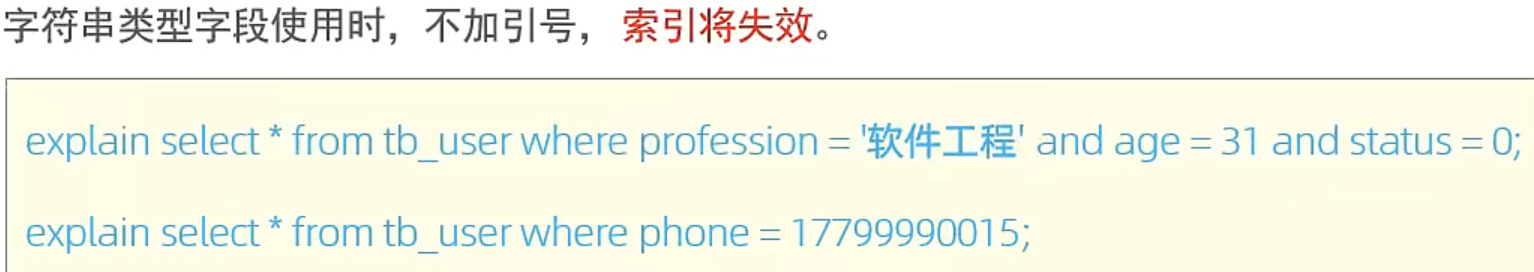 字符串类型字段使用时，不加引号， 索引将失效。
explain select * from tb_user where profession = '软件工程' and age = 31 and status = 0;
explain select * from tb_user where phone = 17799990015;